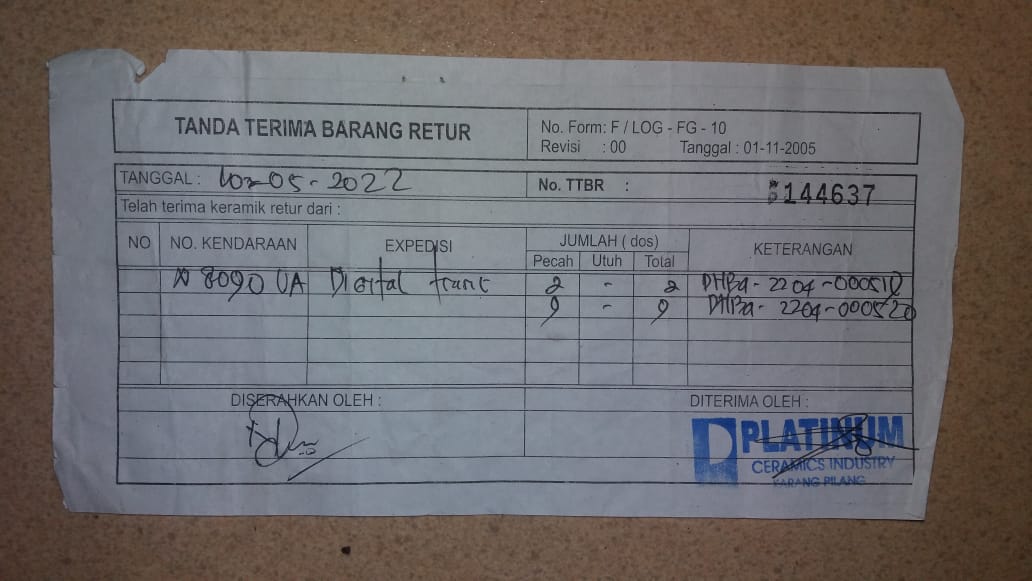 TANDA TERIMA BARANG RETUR
No. Form: F / LOG - FG - 10
Revisi : 00 Tanggal : 01-11-2005
TANGGAL : 02-05-2022
No. TTBR : 144637
Telah terima keramik retur dari :
NO NO. KENDARAAN EXPEDISI JUMLAH ( dos) KETERANGAN
Pecah Utuh Total
N 8090 UA Digital trans 2 - 2 DHBa-2204-000510
9 - 9 DHBa-2204-000520
DISERAHKAN OLEH : DITERIMA OLEH :
PLATINUM
CERAMICS INDUSTRY
KARANG PILANG